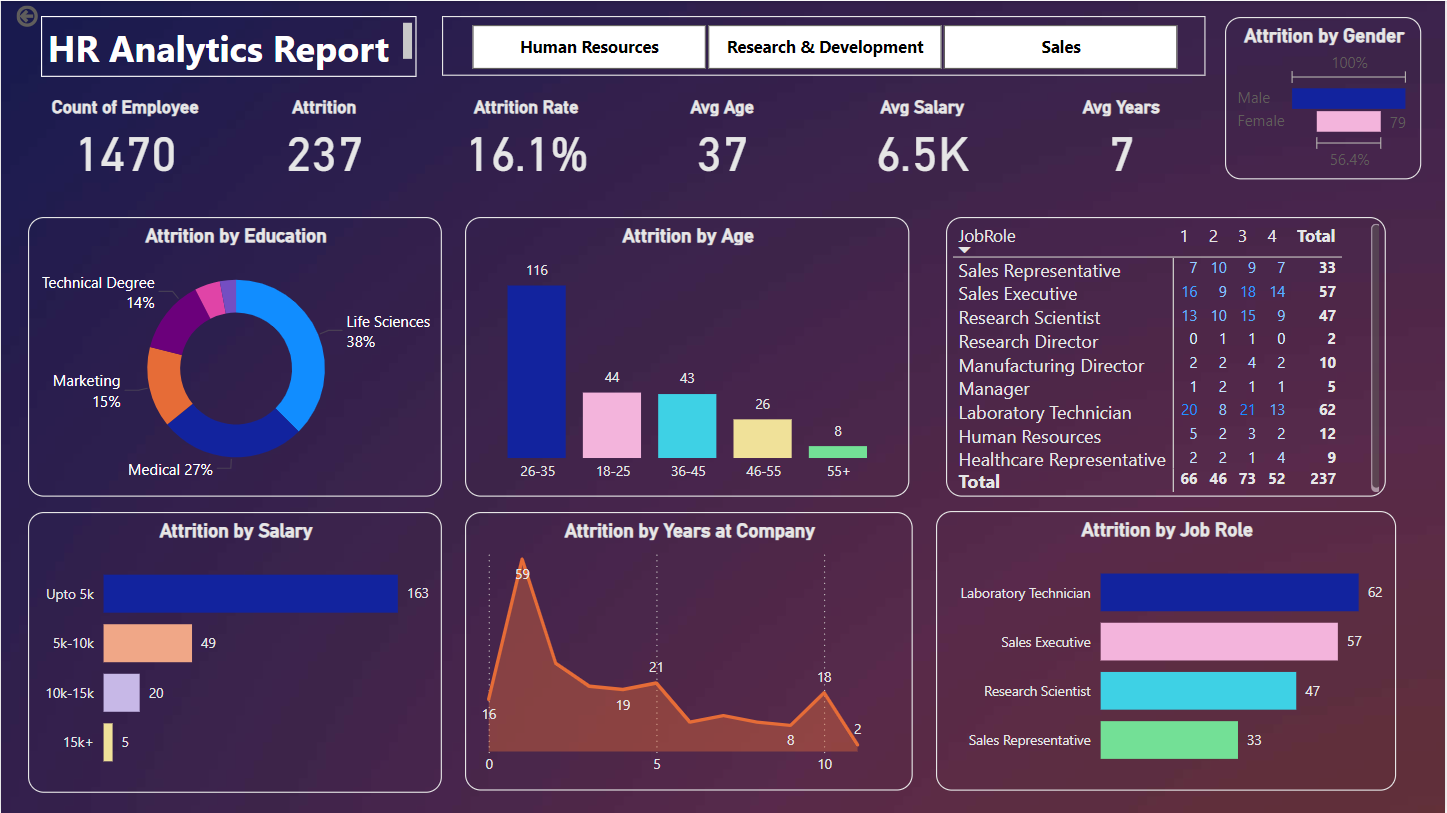 HR Analytics Report
Human Resources
Research & Development
Sales
Attrition by Gender
100%
Male
Female
79
56.4%
Count of Employee
1470
Attrition
237
Attrition Rate
16.1%
Avg Age
37
Avg Salary
6.5K
Avg Years
7
Attrition by Education
Technical Degree
14%
Life Sciences
38%
Marketing
15%
Medical 27%
Attrition by Age
116
44
43
26
8
26-35 18-25 36-45 46-55 55+
JobRole 1 2 3 4 Total
Sales Representative 7 10 9 7 33
Sales Executive 16 9 18 14 57
Research Scientist 13 10 15 9 47
Research Director 0 1 1 0 2
Manufacturing Director 2 2 4 2 10
Manager 1 2 1 1 5
Laboratory Technician 20 8 21 13 62
Human Resources 5 2 3 2 12
Healthcare Representative 2 2 1 4 9
Total 66 46 73 52 237
Attrition by Salary
Upto 5k 163
5k-10k 49
10k-15k 20
15k+ 5
Attrition by Years at Company
59
16
19
21
8
18
2
0 5 10
Attrition by Job Role
Laboratory Technician 62
Sales Executive 57
Research Scientist 47
Sales Representative 33